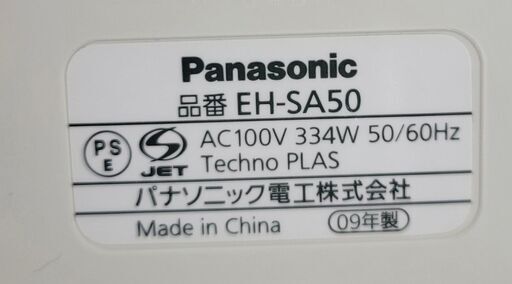 Panasonic
品番 EH-SA50
PS
E
JET
AC100V 334W 50/60Hz
Techno PLAS
パナソニック電工株式会社
Made in China 09年製